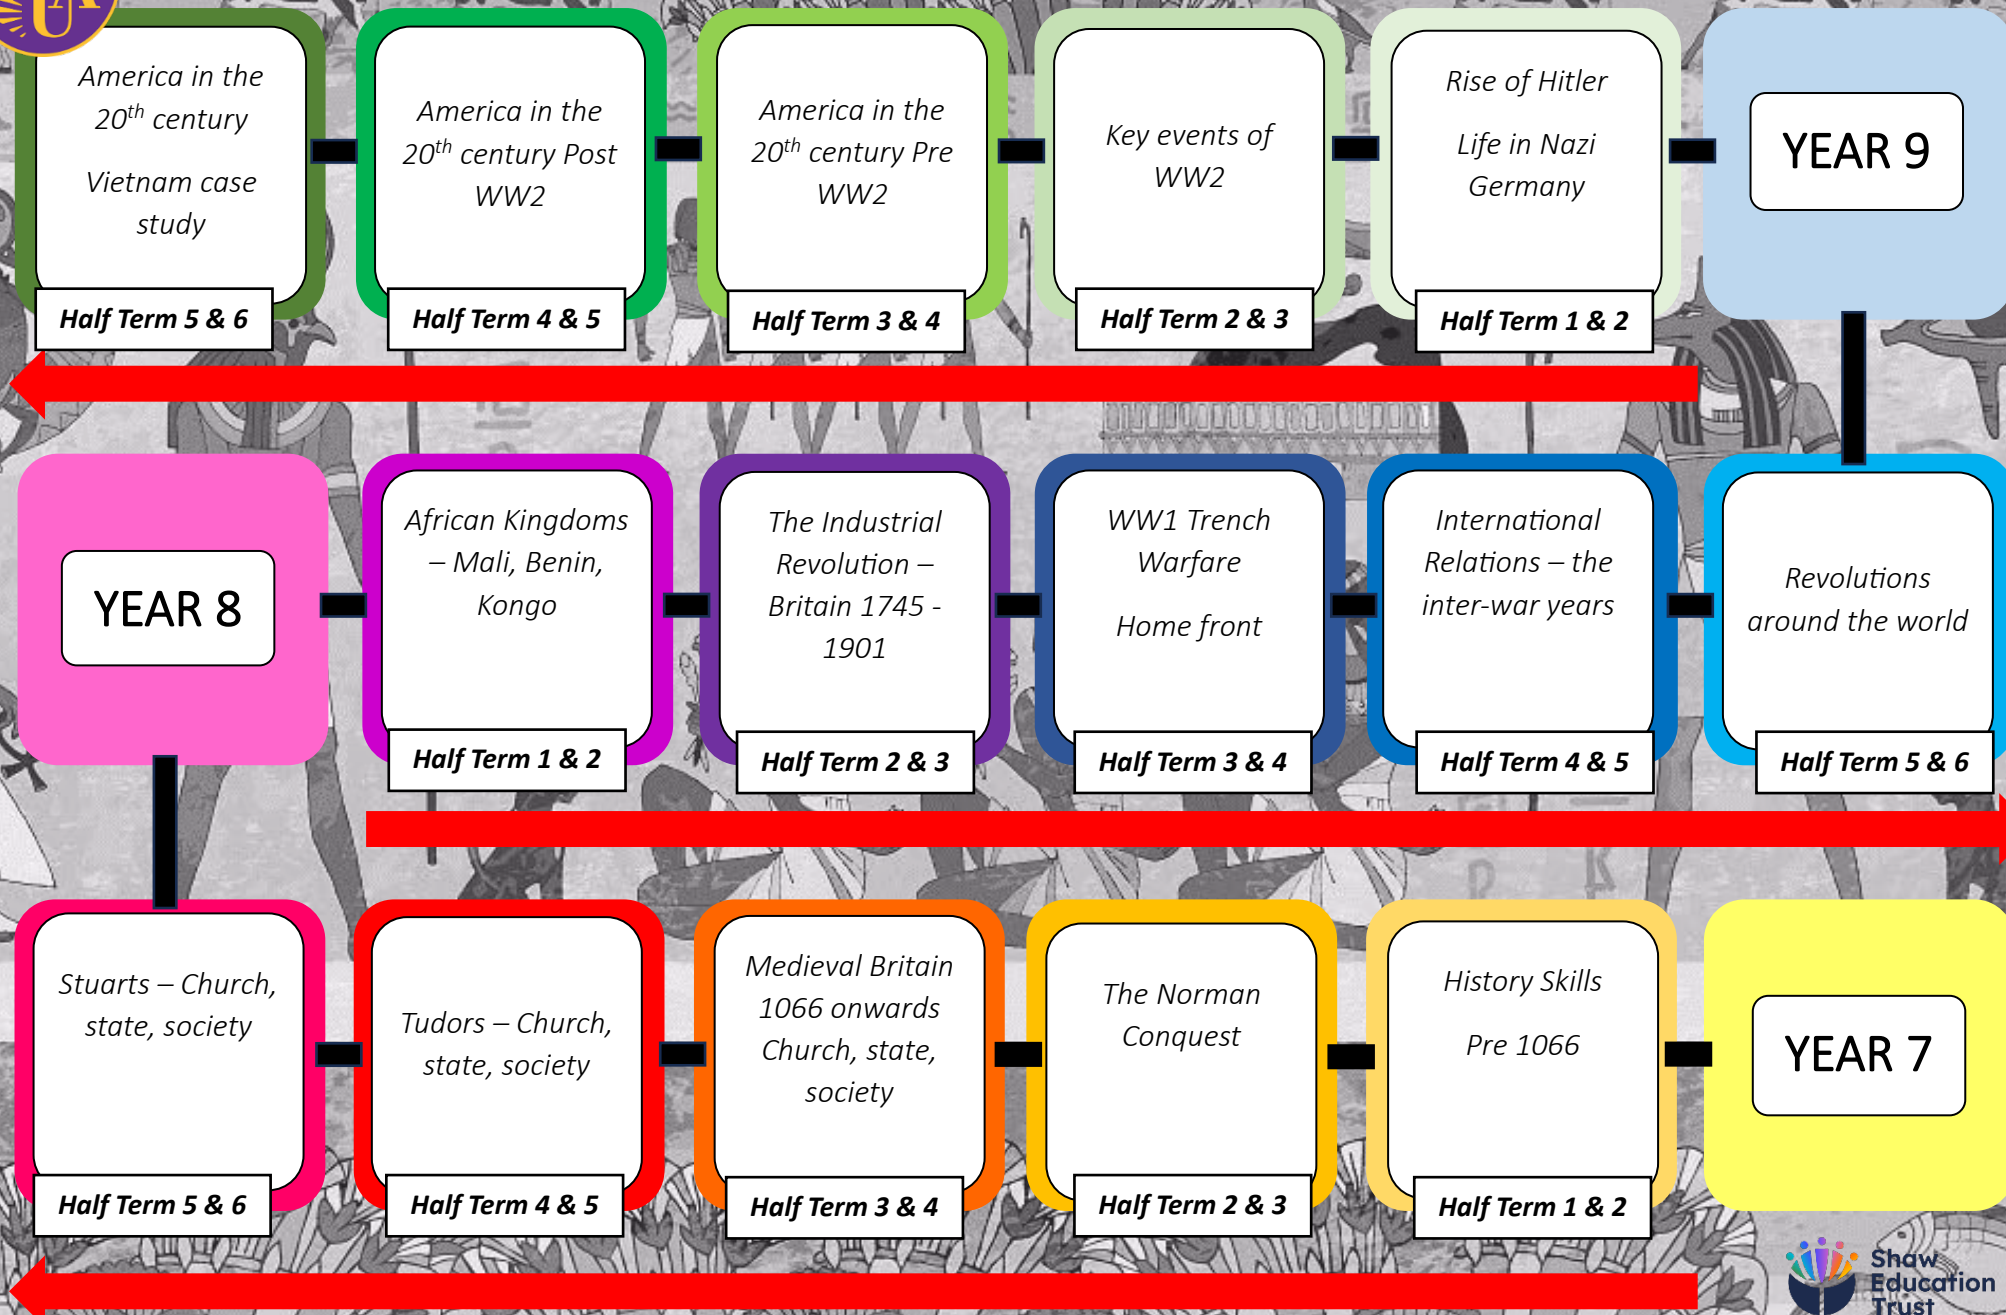 UA
America in the
20th century
Vietnam case
study
Half Term 5 & 6
America in the
20th century Post
WW2
Half Term 4 & 5
America in the
20th century Pre
WW2
Half Term 3 & 4
Key events of
WW2
Half Term 2 & 3
Rise of Hitler
Life in Nazi
Germany
Half Term 1 & 2
YEAR 9
YEAR 8
African Kingdoms
– Mali, Benin,
Kongo
Half Term 1 & 2
The Industrial
Revolution –
Britain 1745 -
1901
Half Term 2 & 3
WW1 Trench
Warfare
Home front
Half Term 3 & 4
International
Relations – the
inter-war years
Half Term 4 & 5
Revolutions
around the world
Half Term 5 & 6
Stuarts – Church,
state, society
Half Term 5 & 6
Tudors – Church,
state, society
Half Term 4 & 5
Medieval Britain
1066 onwards
Church, state,
society
Half Term 3 & 4
The Norman
Conquest
Half Term 2 & 3
History Skills
Pre 1066
Half Term 1 & 2
YEAR 7
Shaw
Education
Trust